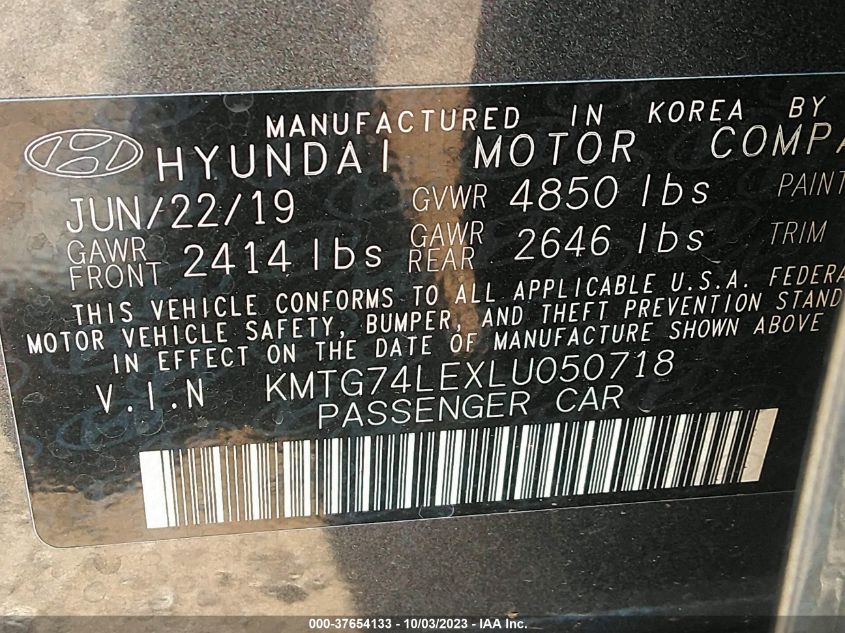 MANUFACTURED IN KOREA BY
HYUNDAI MOTOR COMPA
JUN/22/19 GVWR 4850 lbs PAINT
GAWR FRONT 2414 lbs GAWR REAR 2646 lbs TRIM
THIS VEHICLE CONFORMS TO ALL APPLICABLE U.S.A. FEDERA
MOTOR VEHICLE SAFETY, BUMPER, AND THEFT PREVENTION STAND
IN EFFECT ON THE DATE OF MANUFACTURE SHOWN ABOVE
V.I.N KMTG74LEXLU050718
PASSENGER CAR
000-37654133 - 10/03/2023 - IAA Inc.